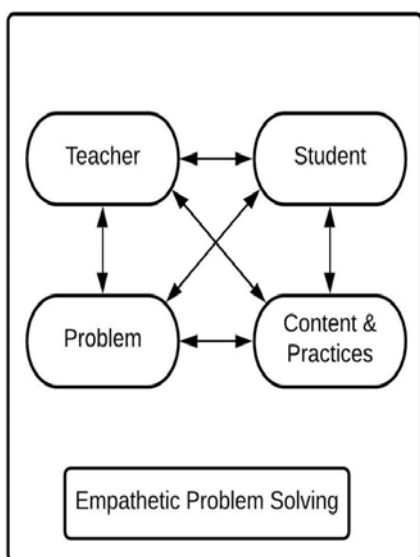 Teacher
Student
Problem
Content &
Practices
Empathetic Problem Solving